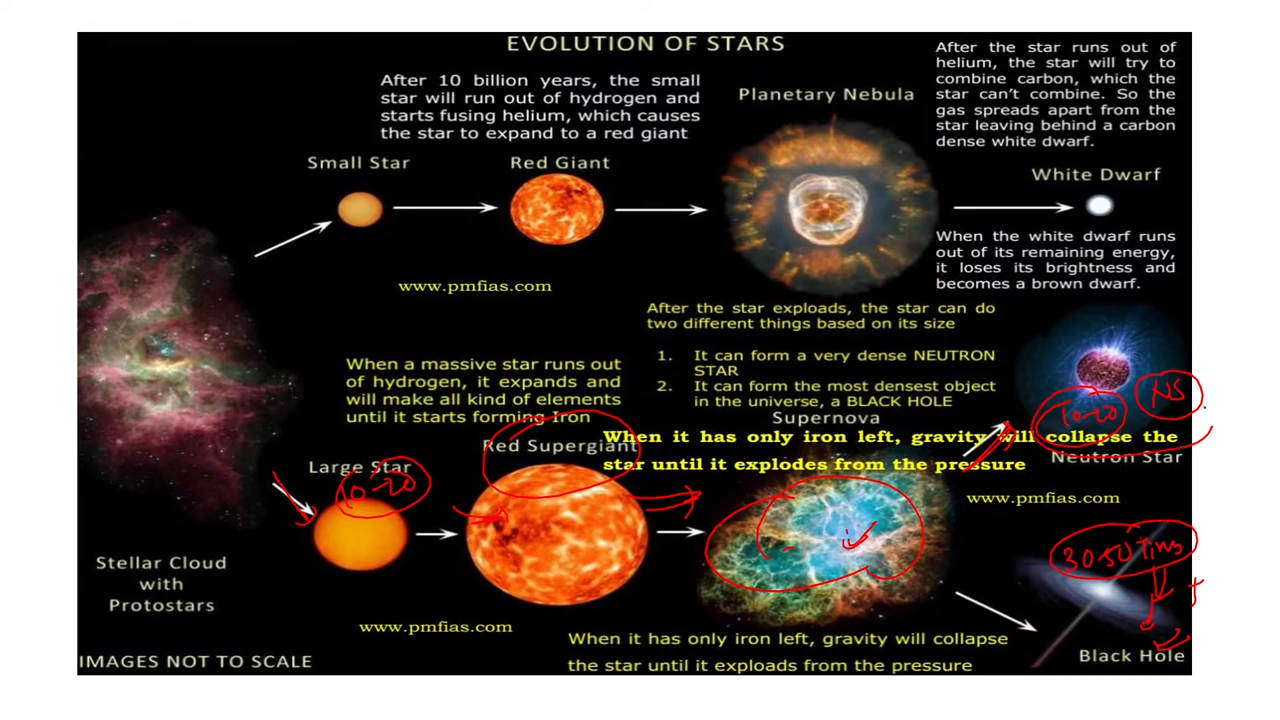 EVOLUTION OF STARS
After 10 billion years, the small
star will run out of hydrogen and
starts fusing helium, which causes
the star to expand to a red giant
Small Star
Red Giant
Planetary Nebula
After the star runs out of
helium, the star will try to
combine carbon, which the
star can't combine. So the
gas spreads apart from the
star leaving behind a carbon
dense white dwarf.
White Dwarf
When the white dwarf runs
out of its remaining energy,
it loses its brightness and
becomes a brown dwarf.
www.pmfias.com
After the star exploads, the star can do
two different things based on its size
1. It can form a very dense NEUTRON
STAR
2. It can form the most densest object
in the universe, a BLACK HOLE
When a massive star runs out
of hydrogen, it expands and
will make all kind of elements
until it starts forming Iron
Supernova
When it has only iron left, gravity will collapse the
star until it explodes from the pressure
Red Supergiant
Large Star
10-20
10-20
NS
Neutron Star
www.pmfias.com
30-50 Tims
Stellar Cloud
with
Protostars
www.pmfias.com
When it has only iron left, gravity will collapse
the star until it exploads from the pressure
Black Hole
IMAGES NOT TO SCALE